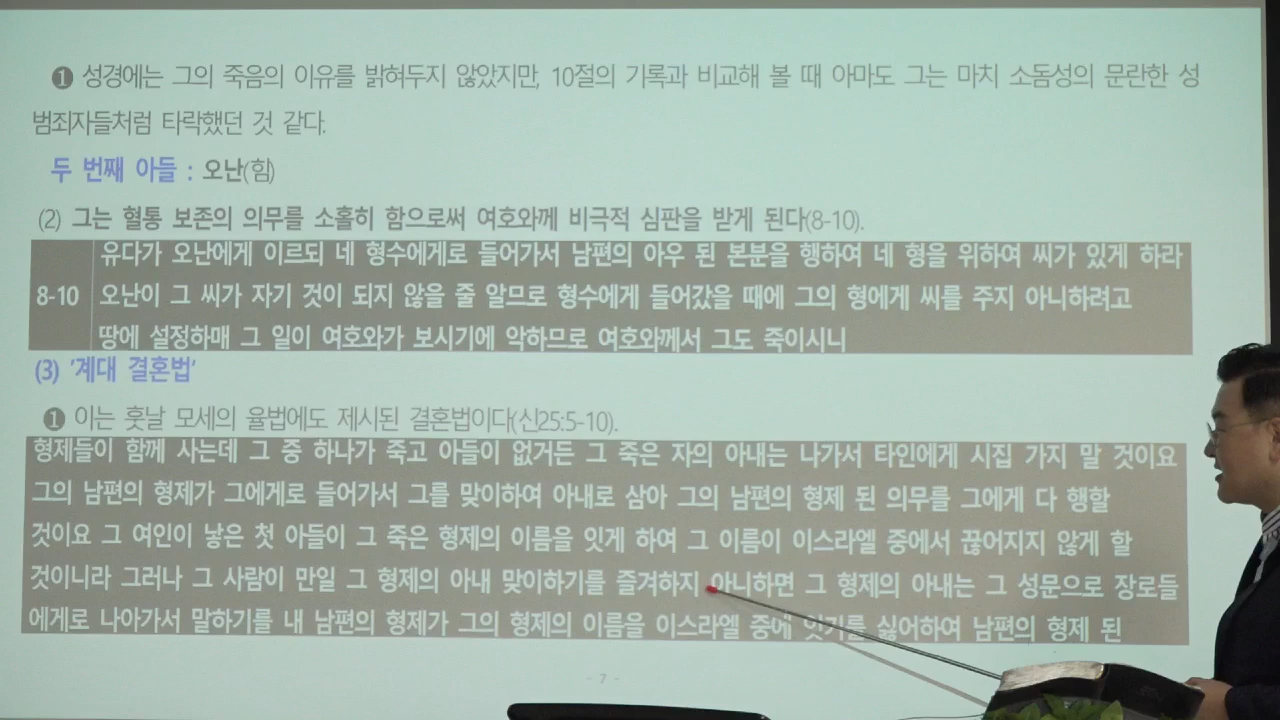 ❶ 성경에는 그의 죽음의 이유를 밝혀두지 않았지만, 10절의 기록과 비교해 볼 때 아마도 그는 마치 소돔성의 문란한 성
범죄자들처럼 타락했던 것 같다.
두 번째 아들 : 오난(힘)
(2) 그는 혈통 보존의 의무를 소홀히 함으로써 여호와께 비극적 심판을 받게 된다(8-10).
유다가 오난에게 이르되 네 형수에게로 들어가서 남편의 아우 된 본분을 행하여 네 형을 위하여 씨가 있게 하라
8-10 오난이 그 씨가 자기 것이 되지 않을 줄 알므로 형수에게 들어갔을 때에 그의 형에게 씨를 주지 아니하려고
땅에 설정하매 그 일이 여호와가 보시기에 악하므로 여호와께서 그도 죽이시니
(3) '계대 결혼법'
❶ 이는 훗날 모세의 율법에도 제시된 결혼법이다(신25:5-10).
형제들이 함께 사는데 그 중 하나가 죽고 아들이 없거든 그 죽은 자의 아내는 나가서 타인에게 시집 가지 말 것이요
그의 남편의 형제가 그에게로 들어가서 그를 맞이하여 아내로 삼아 그의 남편의 형제 된 의무를 그에게 다 행할
것이요 그 여인이 낳은 첫 아들이 그 죽은 형제의 이름을 잇게 하여 그 이름이 이스라엘 중에서 끊어지지 않게 할
것이니라 그러나 그 사람이 만일 그 형제의 아내 맞이하기를 즐겨하지 아니하면 그 형제의 아내는 그 성문으로 장로들
에게로 나아가서 말하기를 내 남편의 형제가 그의 형제의 이름을 이스라엘 중에 잇기를 싫어하여 남편의 형제 된
- 7 -